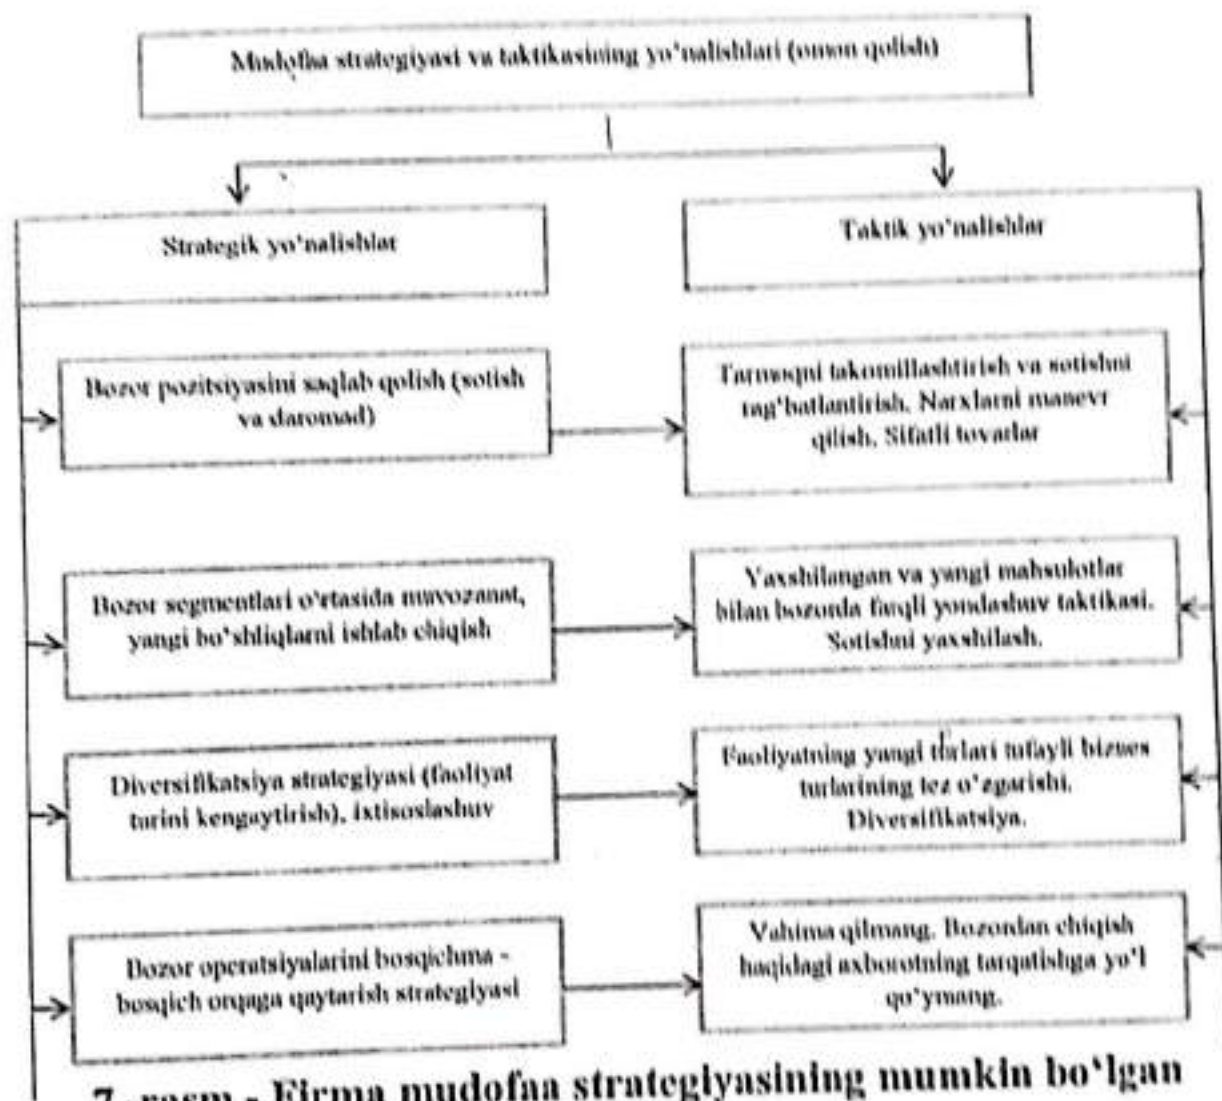 Mudofaa strategiyasi va taktikasining yo'nalishlari (omon qolish)
Strategik yo'nalishlar
Taktik yo'nalishlar
Bozor pozitsiyasini saqlab qolish (sotish
va daromad)
Tarmoqni takomillashtirish va sotishni
rag'batlantirish. Narxlarni manevr
qilish. Sifatli tovarlar
Bozor segmentlari o'rtasida muvozanat,
yangi bo'shliqlarni ishlab chiqish
Yaxshilangan va yangi mahsulotlar
bilan bozorda farqli yondashuv taktikasi.
Sotishni yaxshilash.
Diversifikatsiya strategiyasi (faoliyat
turini kengaytirish), ixtisoslashuv
Faoliyatning yangi turlari tufayli biznes
turlarining tez o'zgarishi.
Diversifikatsiya.
Bozor operatsiyalarini bosqichma -
bosqich orqaga qaytarish strategiyasi
Vahima qilmang. Bozordan chiqish
haqidagi axborotning tarqatishga yo'l
qo'ymang.
7 -rasm - Firma mudofaa strategiyasining mumkin bo'lgan